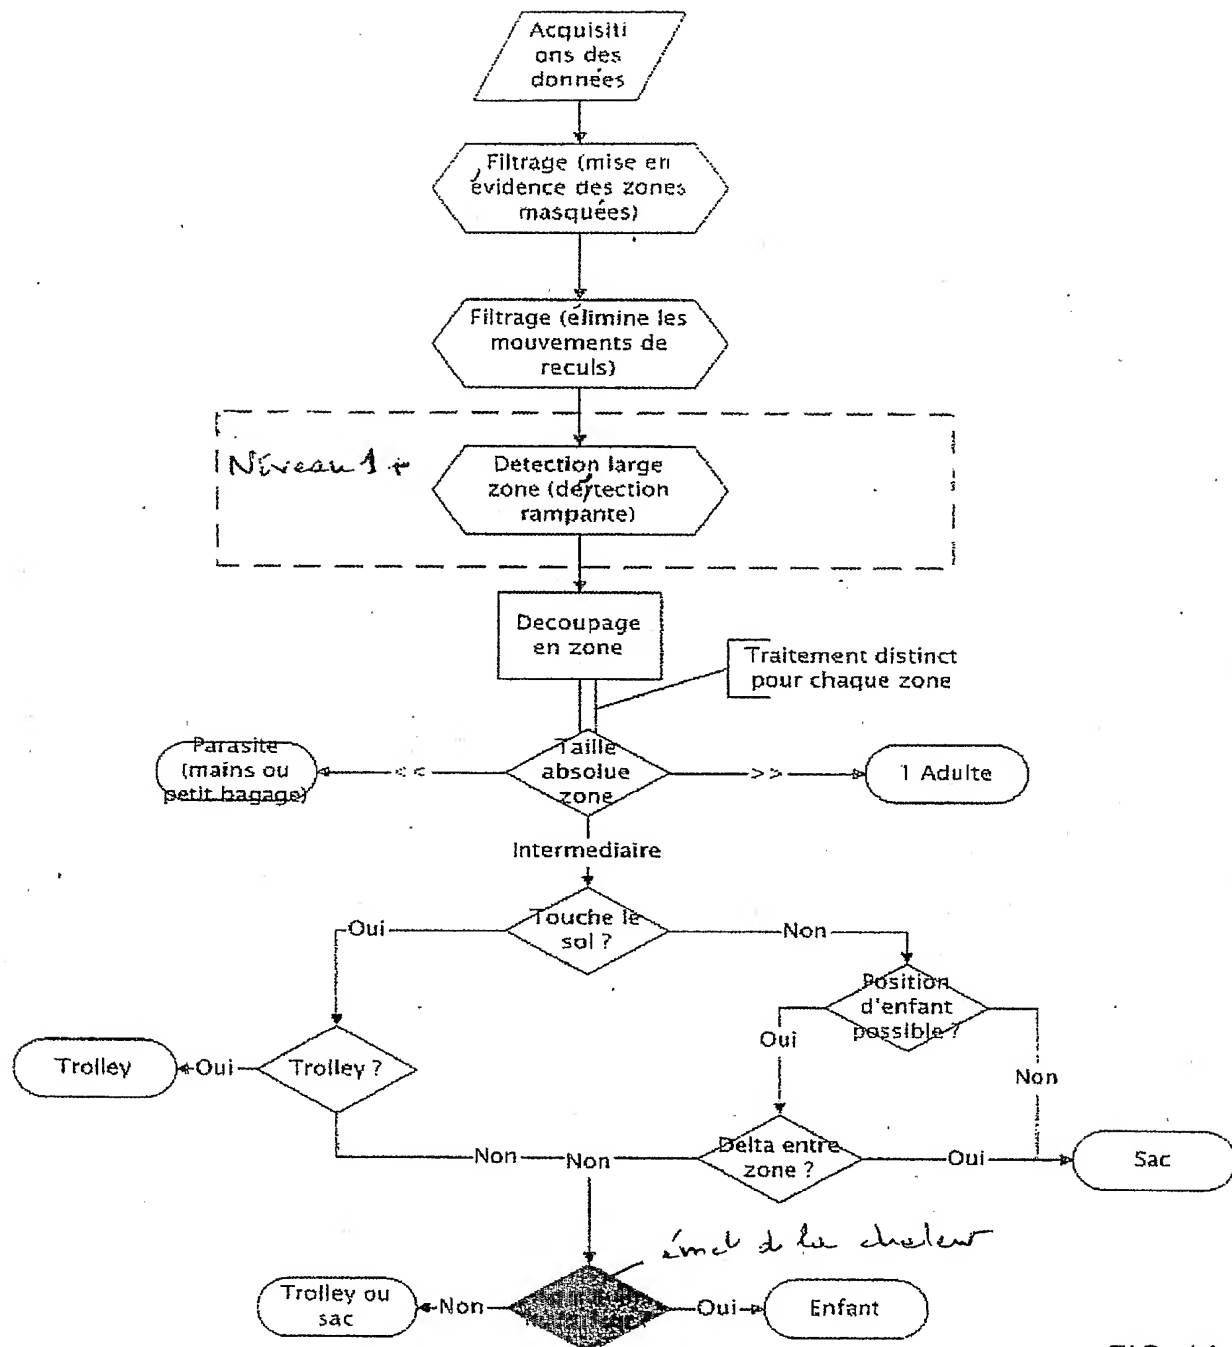 Acquisiti
ons des
données
Filtrage (mise en
évidence des zones
masquées)
Filtrage (élimine les
mouvements de
reculs)
Niveau 1
Detection large
zone (dértection
rampante)
Decoupage
en zone
Traitement distinct
pour chaque zone
Parasite
(mains ou
petit bagage)
<<
Taille
absolue
zone
>>
1 Adulte
Intermediaire
Touche le
sol ?
Oui
Non
Position
d'enfant
possible ?
Oui
Non
Trolley
Oui
Trolley ?
Non
Non
Delta entre
zone ?
Oui
Sac
émet de la chaleur
Trolley ou
sac
Non
Oui
Enfant